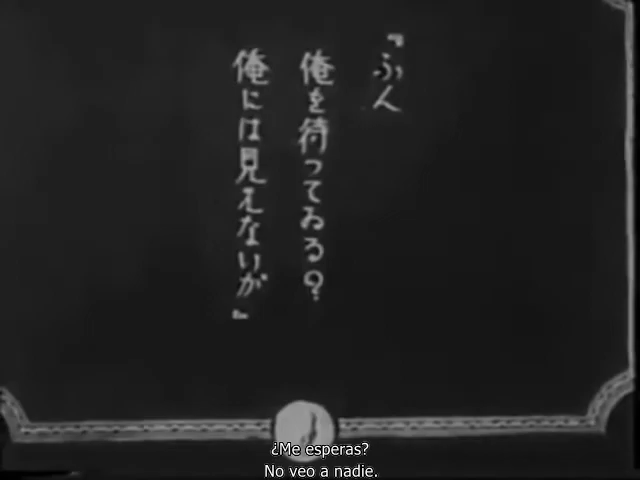 『ふん
俺を待ってゐる?
俺には見えないが』
¿Me esperas?
No veo a nadie.